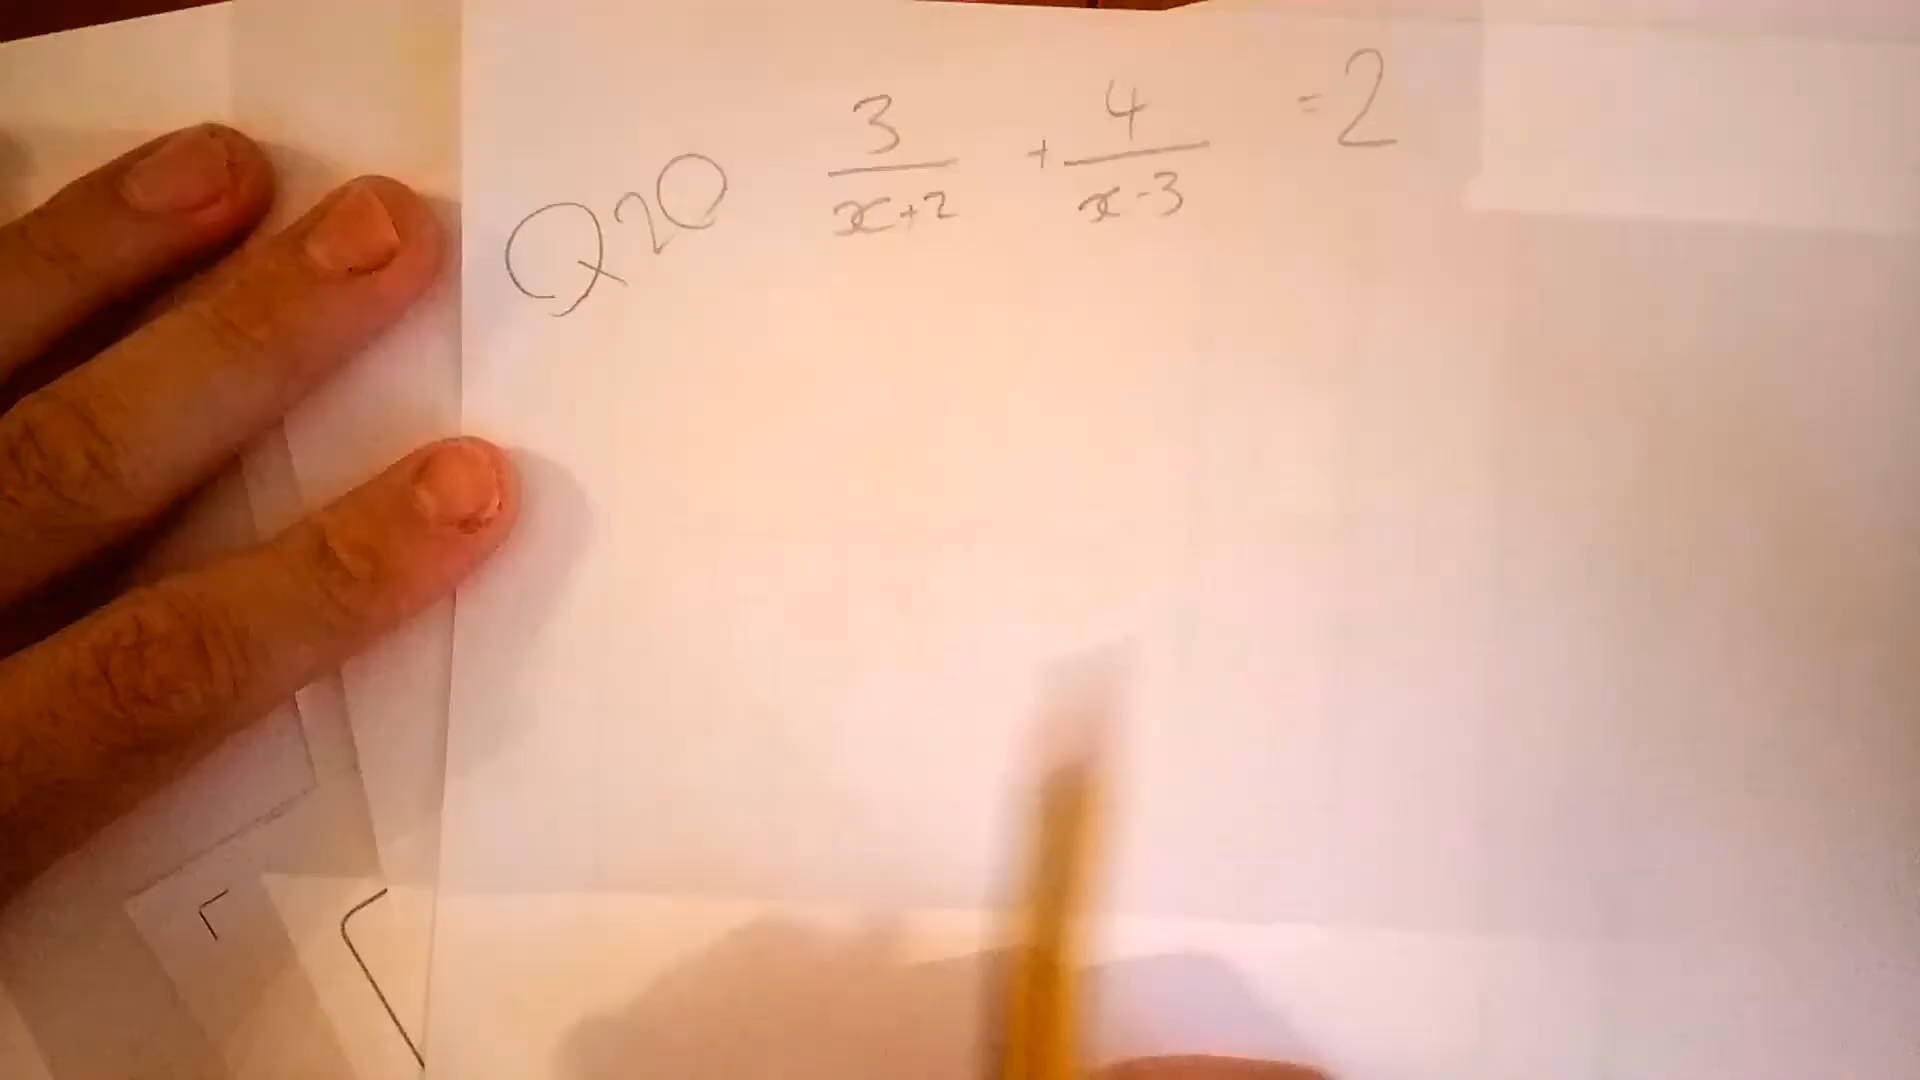 Q20 3/(x+2) + 4/(x-3) = 2